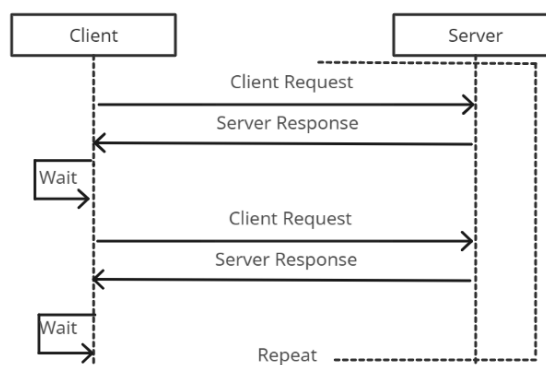 Client
Server
Client Request
Server Response
Wait
Client Request
Server Response
Wait
Repeat